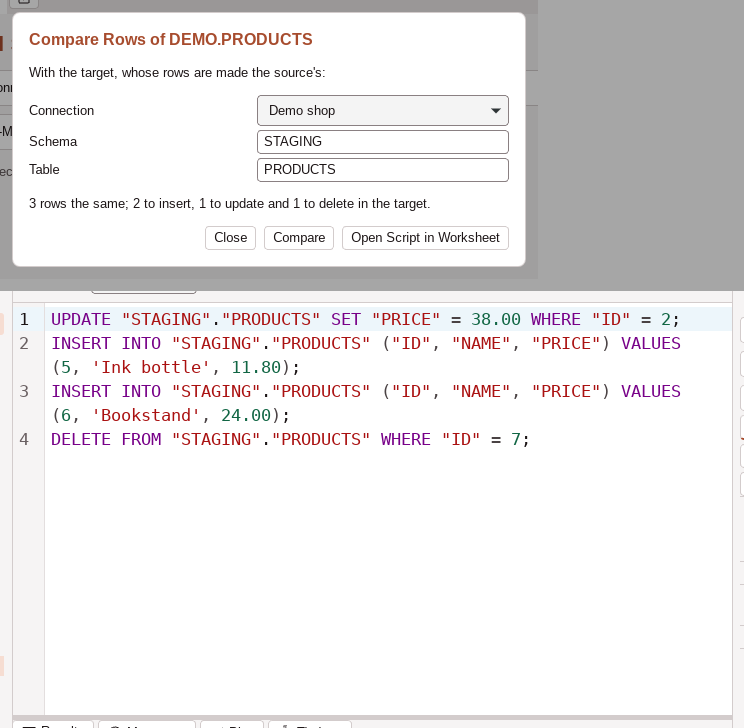 Compare Rows of DEMO.PRODUCTS
With the target, whose rows are made the source's:
Connection Demo shop
Schema STAGING
Table PRODUCTS
3 rows the same; 2 to insert, 1 to update and 1 to delete in the target.
Close Compare Open Script in Worksheet
1 UPDATE "STAGING"."PRODUCTS" SET "PRICE" = 38.00 WHERE "ID" = 2;
2 INSERT INTO "STAGING"."PRODUCTS" ("ID", "NAME", "PRICE") VALUES
(5, 'Ink bottle', 11.80);
3 INSERT INTO "STAGING"."PRODUCTS" ("ID", "NAME", "PRICE") VALUES
(6, 'Bookstand', 24.00);
4 DELETE FROM "STAGING"."PRODUCTS" WHERE "ID" = 7;